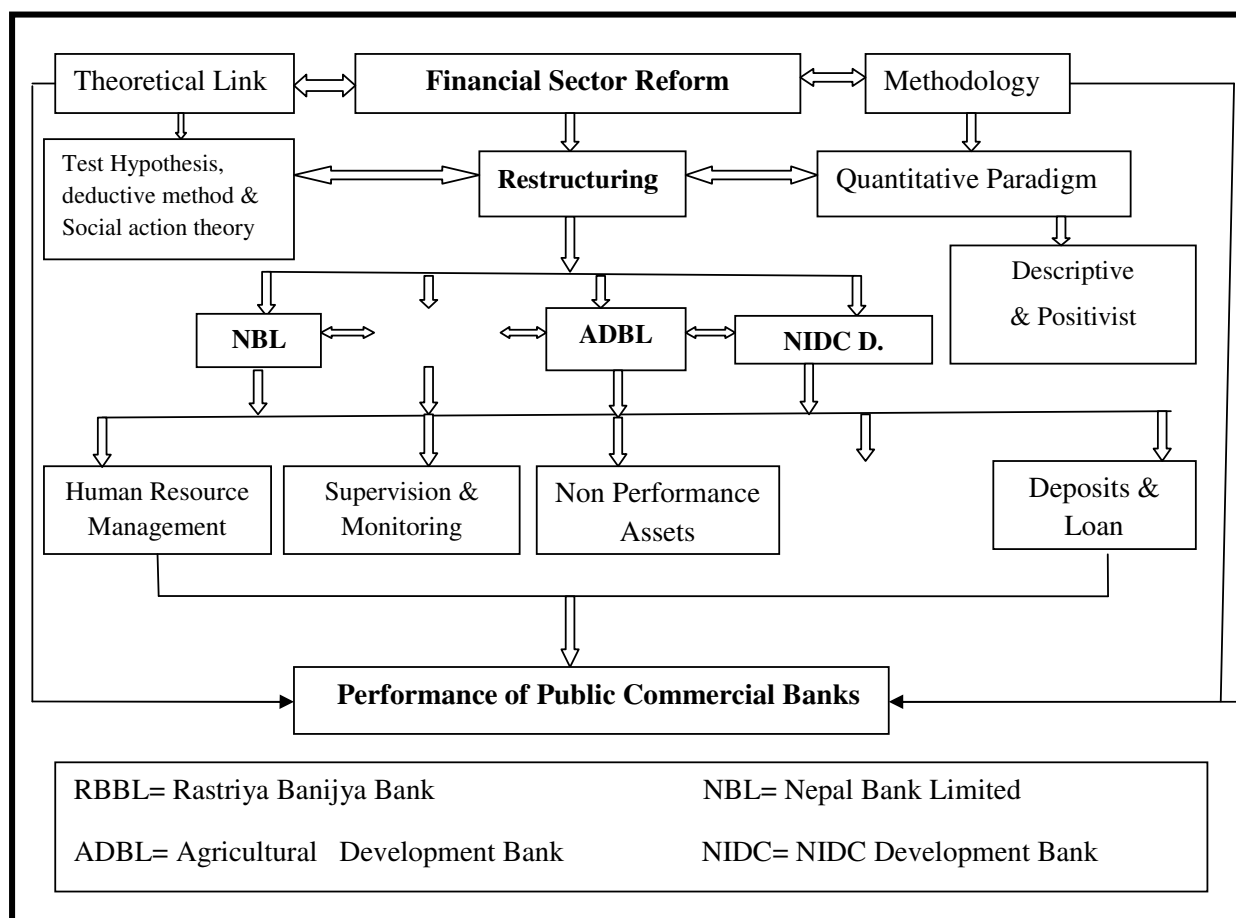 Theoretical Link
Financial Sector Reform
Methodology
Test Hypothesis,
deductive method &
Social action theory
Restructuring
Quantitative Paradigm
Descriptive
& Positivist
NBL
ADBL
NIDC D.
Human Resource
Management
Supervision &
Monitoring
Non Performance
Assets
Deposits &
Loan
Performance of Public Commercial Banks
RBBL= Rastriya Banijya Bank
NBL= Nepal Bank Limited
ADBL= Agricultural Development Bank
NIDC= NIDC Development Bank